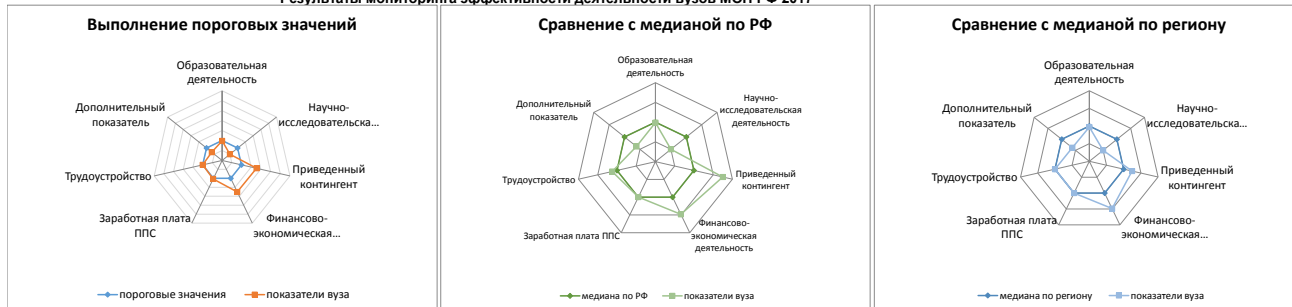 Результаты мониторинга эффективности деятельности вузов МОН РФ 2017
Выполнение пороговых значений
Образовательная
деятельность
Научно-
исследовательска...
Приведенный
контингент
Финансово-
экономическая...
Заработная плата
ППС
Трудоустройство
Дополнительный
показатель
пороговые значения
показатели вуза
Сравнение с медианой по РФ
Образовательная
деятельность
Научно-
исследовательская
деятельность
Приведенный
контингент
Финансово-
экономическая
деятельность
Заработная плата ППС
Трудоустройство
Дополнительный
показатель
медиана по РФ
показатели вуза
Сравнение с медианой по региону
Образовательная
деятельность
Научно-
исследовательска...
Приведенный
контингент
Финансово-
экономическая...
Заработная плата
ППС
Трудоустройство
Дополнительный
показатель
медиана по региону
показатели вуза